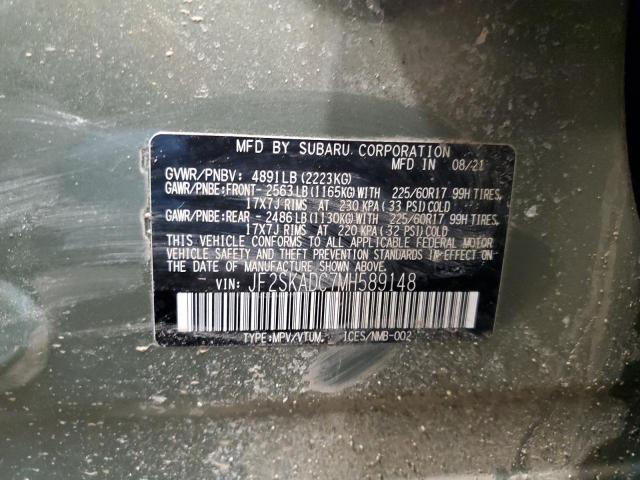 MFD BY SUBARU CORPORATION
MFD IN 08/21
GVWR/PNBV: 4891LB (2223KG)
GAWR/PNBE:FRONT- 2563LB (1165KG)WITH 225/60R17 99H TIRES,
17X7J RIMS AT 230 KPA (33 PSI) COLD
GAWR/PNBE:REAR - 2486LB (1130KG)WITH 225/60R17 99H TIRES,
17X7J RIMS AT 220 KPA (32 PSI) COLD
THIS VEHICLE CONFORMS TO ALL APPLICABLE FEDERAL MOTOR
VEHICLE SAFETY AND THEFT PREVENTION STANDARDS IN EFFECT
ON THE DATE OF MANUFACTURE SHOWN ABOVE.
VIN: JF2SKADC7MH589148
TYPE:MPV/VTUM. ICES/NMB-002